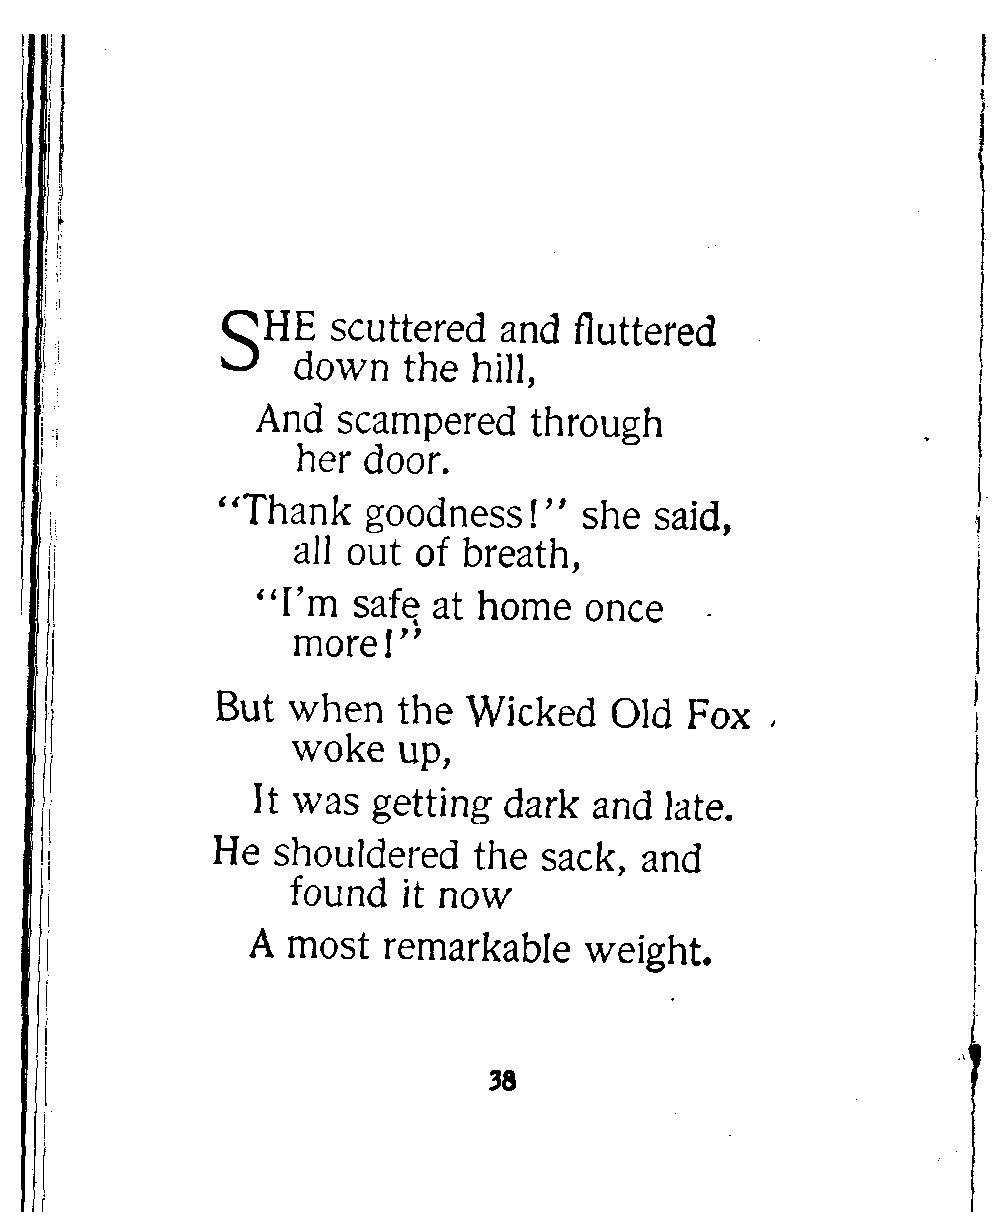 SHE scuttered and fluttered
down the hill,
And scampered through
her door.
“Thank goodness!” she said,
all out of breath,
“I’m safe at home once
more!”
But when the Wicked Old Fox
woke up,
It was getting dark and late.
He shouldered the sack, and
found it now
A most remarkable weight.
38